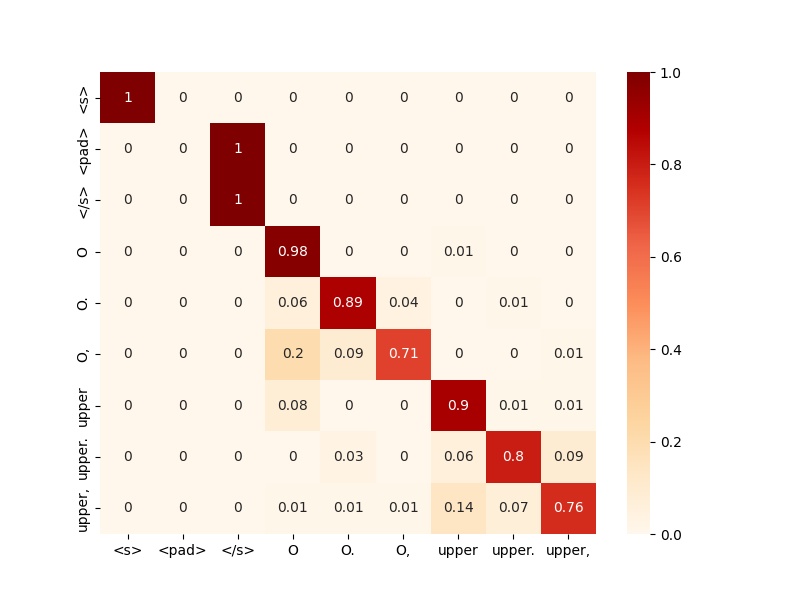 <s> 1 0 0 0 0 0 0 0 0
<pad> 0 0 1 0 0 0 0 0 0
</s> 0 0 1 0 0 0 0 0 0
O 0 0 0 0.98 0 0 0.01 0 0
O. 0 0 0 0.06 0.89 0.04 0 0.01 0
O, 0 0 0 0.2 0.09 0.71 0 0 0.01
upper 0 0 0 0.08 0 0 0.9 0.01 0.01
upper. 0 0 0 0 0.03 0 0.06 0.8 0.09
upper, 0 0 0 0.01 0.01 0.01 0.14 0.07 0.76
<s> <pad> </s> O O. O, upper upper. upper,
1.0
0.8
0.6
0.4
0.2
0.0